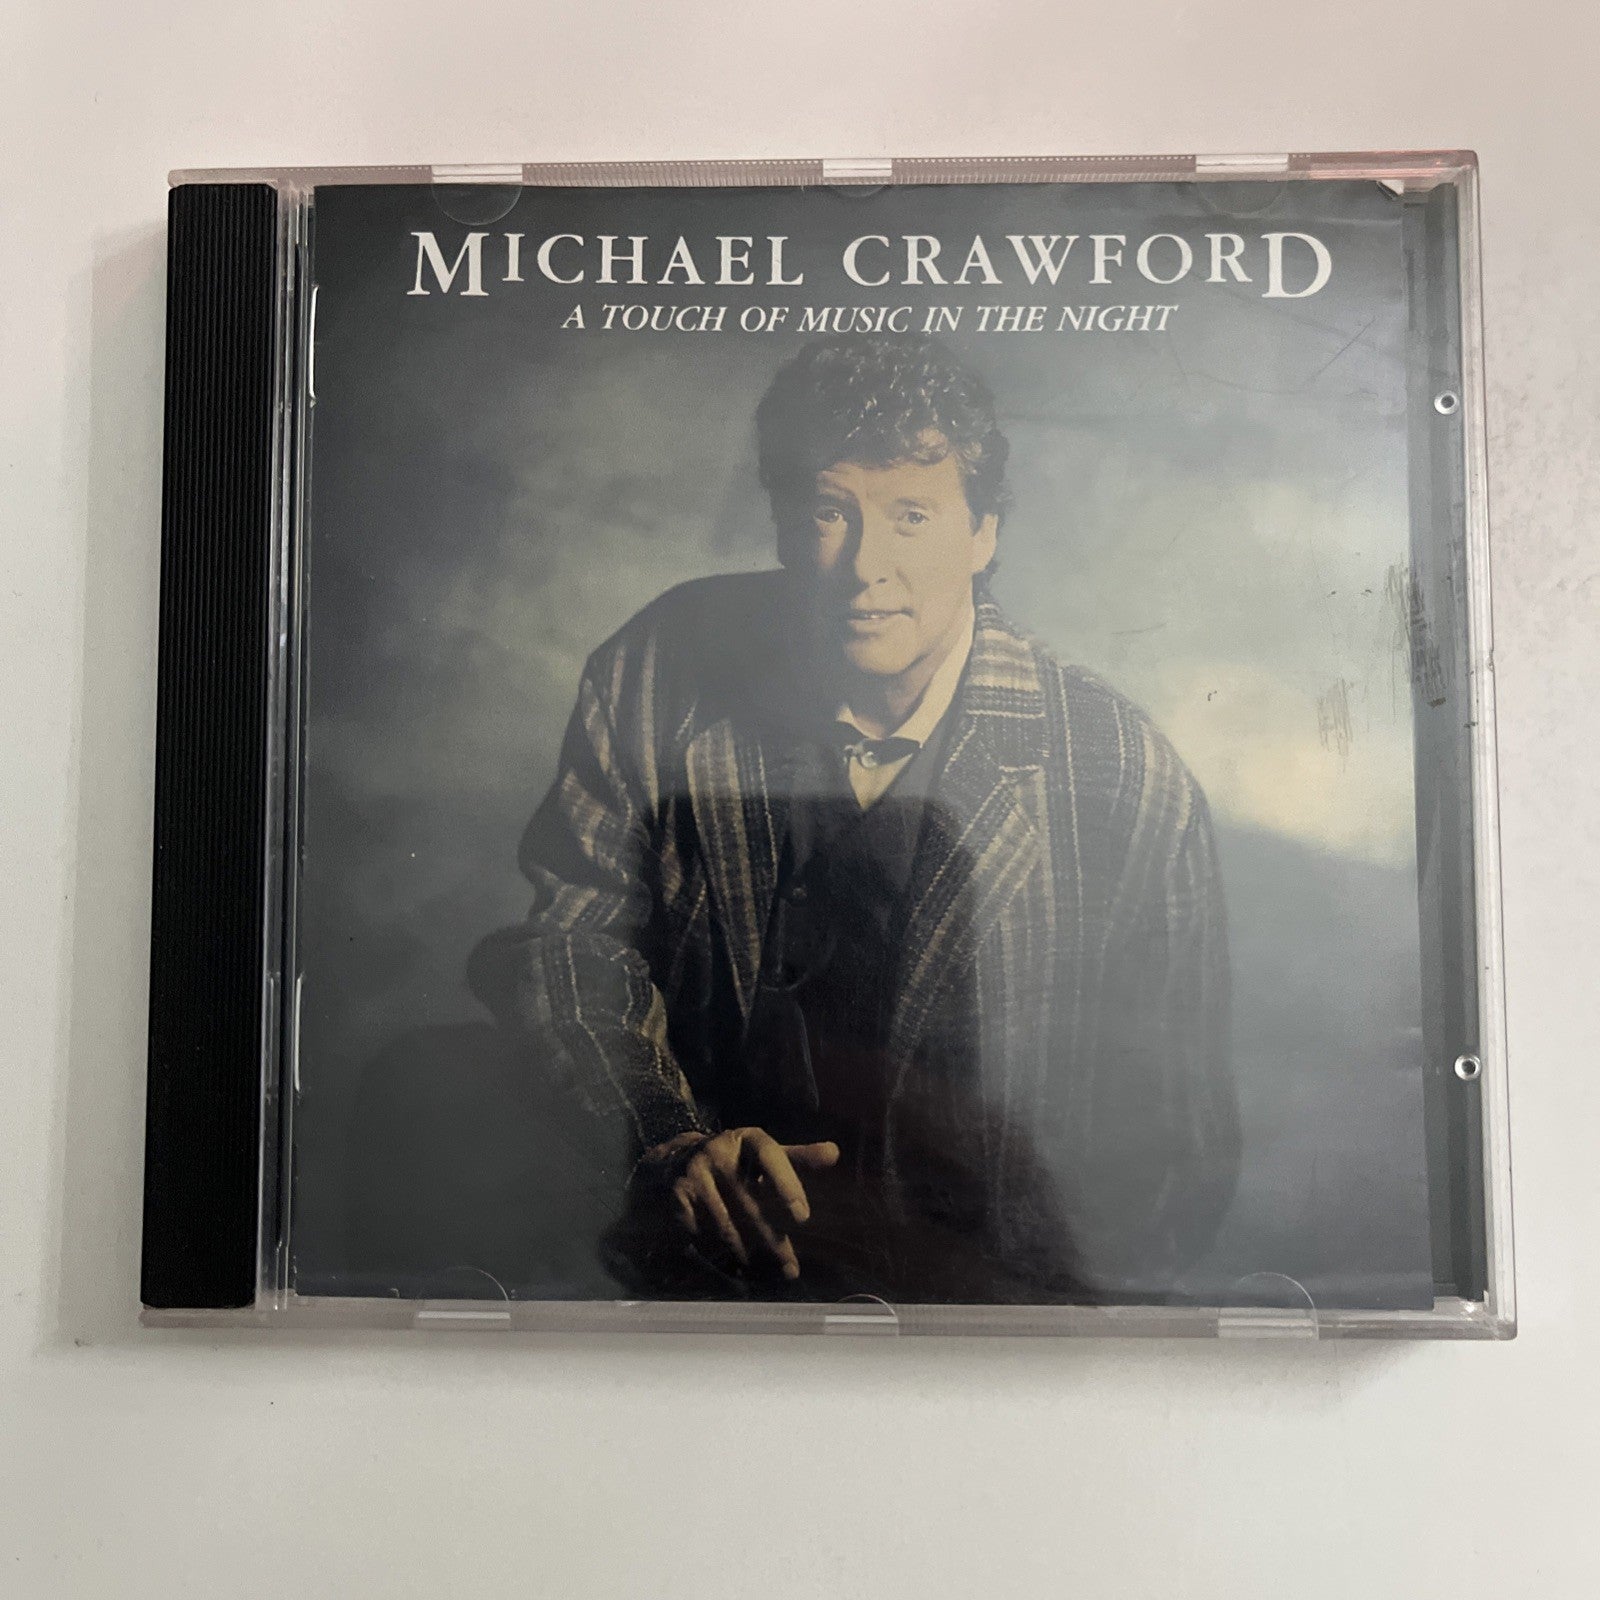 MICHAEL CRAWFORD
A TOUCH OF MUSIC IN THE NIGHT